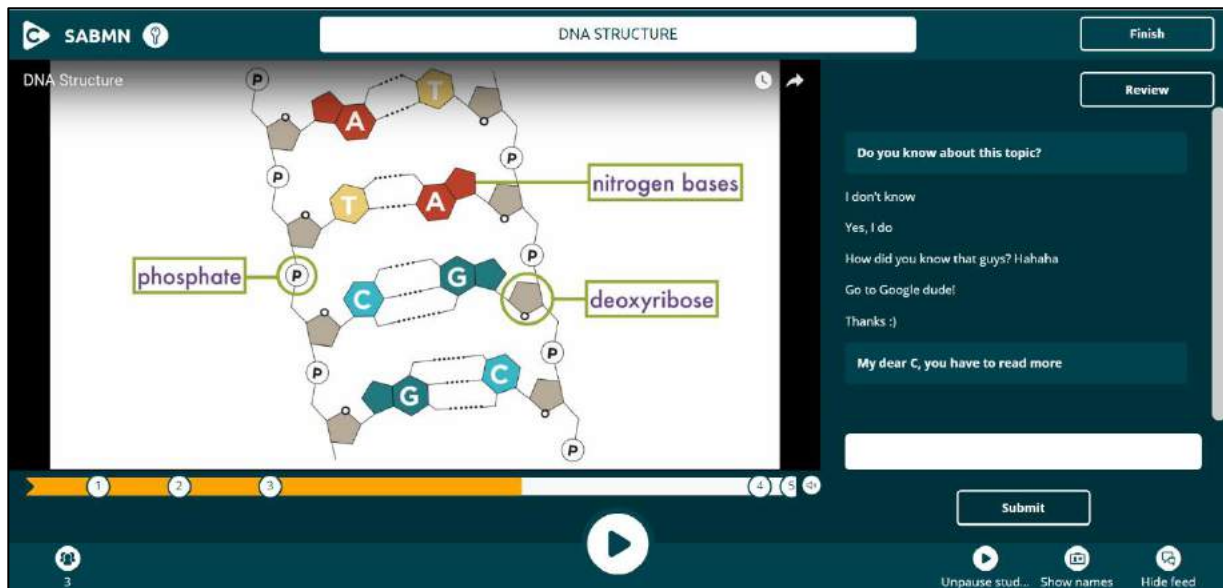 SABMN
DNA STRUCTURE
Finish
DNA Structure
Review
P
A
T
P
P
T
A
nitrogen bases
phosphate
P
P
C
G
deoxyribose
P
P
G
C
P
Do you know about this topic?
I don't know
Yes, I do
How did you know that guys? Hahaha
Go to Google dude!
Thanks :)
My dear C, you have to read more
1
2
3
4
5
Submit
3
Unpause stud...
Show names
Hide feed